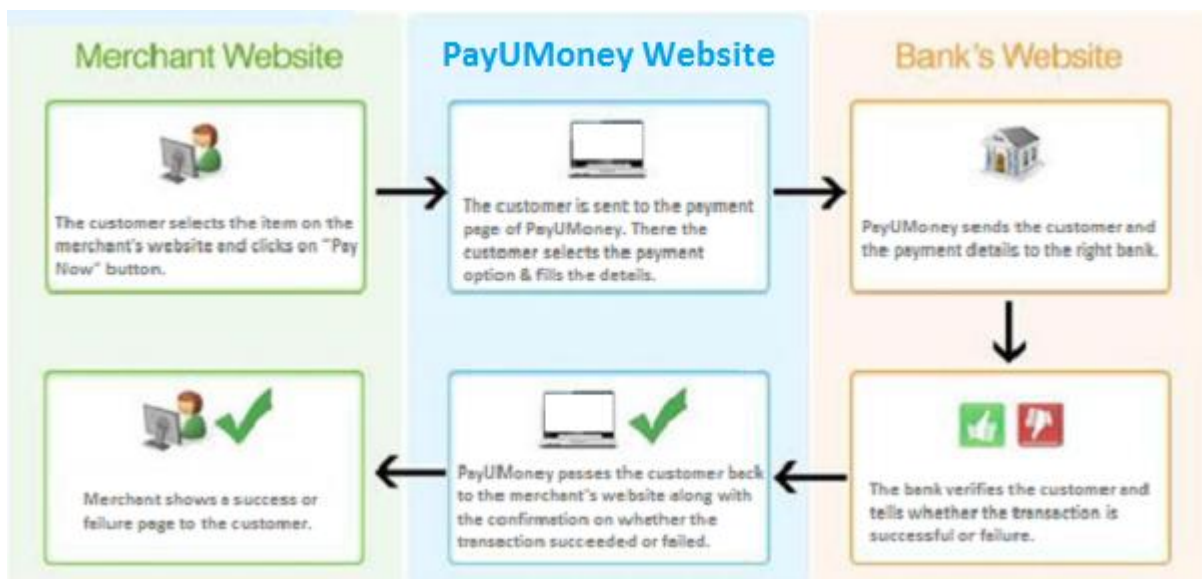 Merchant Website
PayUMoney Website
Bank's Website
The customer selects the item on the
merchant's website and clicks on "Pay
Now" button.
The customer is sent to the payment
page of PayUMoney. There the
customer selects the payment
option & fills the details.
PayUMoney sends the customer and
the payment details to the right bank.
The bank verifies the customer and
tells whether the transaction is
successful or failure.
PayUMoney passes the customer back
to the merchant's website along with
the confirmation on whether the
transaction succeeded or failed.
Merchant shows a success or
failure page to the customer.